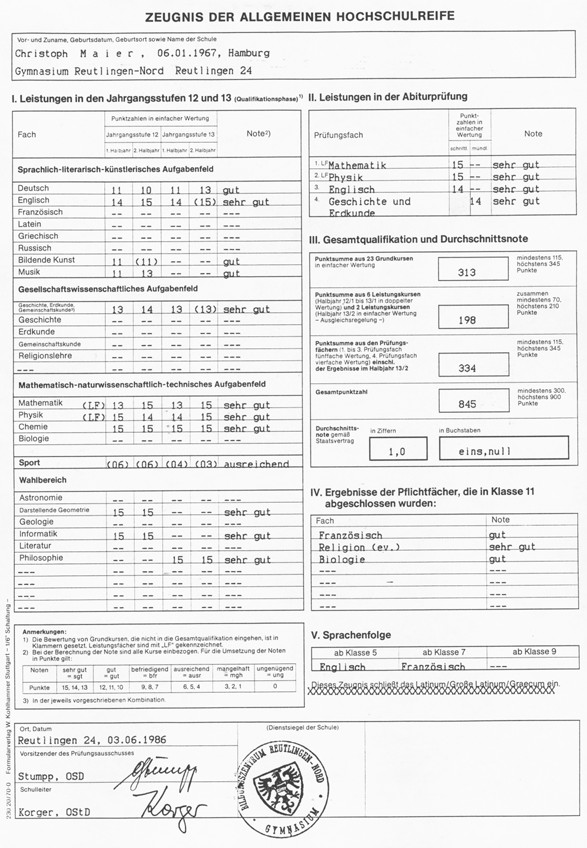 ZEUGNIS DER ALLGEMEINEN HOCHSCHULREIFE
Vor- und Zuname, Geburtsdatum, Geburtsort sowie Name der Schule
Christoph M a i e r , 06.01.1967, Hamburg
Gymnasium Reutlingen-Nord Reutlingen 24
I. Leistungen in den Jahrgangsstufen 12 und 13 (Qualifikationsphase)¹)
Fach Punktzahlen in einfacher Wertung Note²)
Jahrgangsstufe 12 Jahrgangsstufe 13
1. Halbjahr 2. Halbjahr 1. Halbjahr 2. Halbjahr
Sprachlich-literarisch-künstlerisches Aufgabenfeld
Deutsch 11 10 11 13 gut
Englisch 14 15 14 (15) sehr gut
Französisch -- -- -- -- ---
Latein -- -- -- -- ---
Griechisch -- -- -- -- ---
Russisch -- -- -- -- ---
Bildende Kunst 11 (11) -- -- gut
Musik 11 13 -- -- gut
Gesellschaftswissenschaftliches Aufgabenfeld
Geschichte, Erdkunde, Gemeinschaftskunde³) 13 14 13 (13) sehr gut
Geschichte -- -- -- -- ---
Erdkunde -- -- -- -- ---
Gemeinschaftskunde -- -- -- -- ---
Religionslehre -- -- -- -- ---
--- -- -- -- -- ---
Mathematisch-naturwissenschaftlich-technisches Aufgabenfeld
Mathematik (LF) 13 15 13 15 sehr gut
Physik (LF) 15 14 14 15 sehr gut
Chemie 15 15 15 15 sehr gut
Biologie -- -- -- -- ---
Sport (06) (06) (04) (03) ausreichend
Wahlbereich
Astronomie -- -- -- -- ---
Darstellende Geometrie 15 15 -- -- sehr gut
Geologie -- -- -- -- ---
Informatik 15 15 -- -- sehr gut
Literatur -- -- -- -- ---
Philosophie -- -- 15 15 sehr gut
--- -- -- -- -- ---
--- -- -- -- -- ---
--- -- -- -- -- ---
Anmerkungen:
1) Die Bewertung von Grundkursen, die nicht in die Gesamtqualifikation eingehen, ist in
Klammern gesetzt. Leistungsfächer sind mit „LF“ gekennzeichnet.
2) Bei der Berechnung der Note sind alle Kurse einbezogen. Für die Umsetzung der Noten
in Punkte gilt:
Noten sehr gut = sgt gut = gut befriedigend = bfr ausreichend = ausr mangelhaft = mgh ungenügend = ung
Punkte 15, 14, 13 12, 11, 10 9, 8, 7 6, 5, 4 3, 2, 1 0
3) In der jeweils vorgeschriebenen Kombination.
II. Leistungen in der Abiturprüfung
Prüfungsfach Punktzahlen in einfacher Wertung Note
schriftl. mündl.
1. LF Mathematik 15 -- sehr gut
2. LF Physik 15 -- sehr gut
3. Englisch 14 -- sehr gut
4. Geschichte und 14 sehr gut
Erdkunde
III. Gesamtqualifikation und Durchschnittsnote
Punktsumme aus 23 Grundkursen
in einfacher Wertung
313
mindestens 115,
höchstens 345
Punkte
Punktsumme aus 6 Leistungskursen
(Halbjahr 12/1 bis 13/1 in doppelter
Wertung) und 2 Leistungskursen
(Halbjahr 13/2 in einfacher Wertung
– Ausgleichsregelung –)
198
zusammen
mindestens 70,
höchstens 210
Punkte
Punktsumme aus den Prüfungs-
fächern (1. bis 3. Prüfungsfach
fünffache Wertung, 4. Prüfungsfach
vierfache Wertung) einschl.
der Ergebnisse im Halbjahr 13/2
334
mindestens 115,
höchstens 345
Punkte
Gesamtpunktzahl
845
mindestens 300,
höchstens 900
Punkte
Durchschnitts-
note gemäß
Staatsvertrag
in Ziffern
1,0
in Buchstaben
eins,null
IV. Ergebnisse der Pflichtfächer, die in Klasse 11
abgeschlossen wurden:
Fach Note
Französisch gut
Religion (ev.) sehr gut
Biologie gut
--- ---
--- ---
--- ---
V. Sprachenfolge
ab Klasse 5 ab Klasse 7 ab Klasse 9
Englisch Französisch ---
Dieses Zeugnis schließt das Latinum/Große Latinum/Graecum ein.
Ort, Datum
Reutlingen 24, 03.06.1986
Vorsitzender des Prüfungsausschusses
Stumpp, OSD Stumpp
Schulleiter
Korger, OStD Korger
(Dienstsiegel der Schule)
BILDUNGSZENTRUM REUTLINGEN-NORD
GYMNASIUM